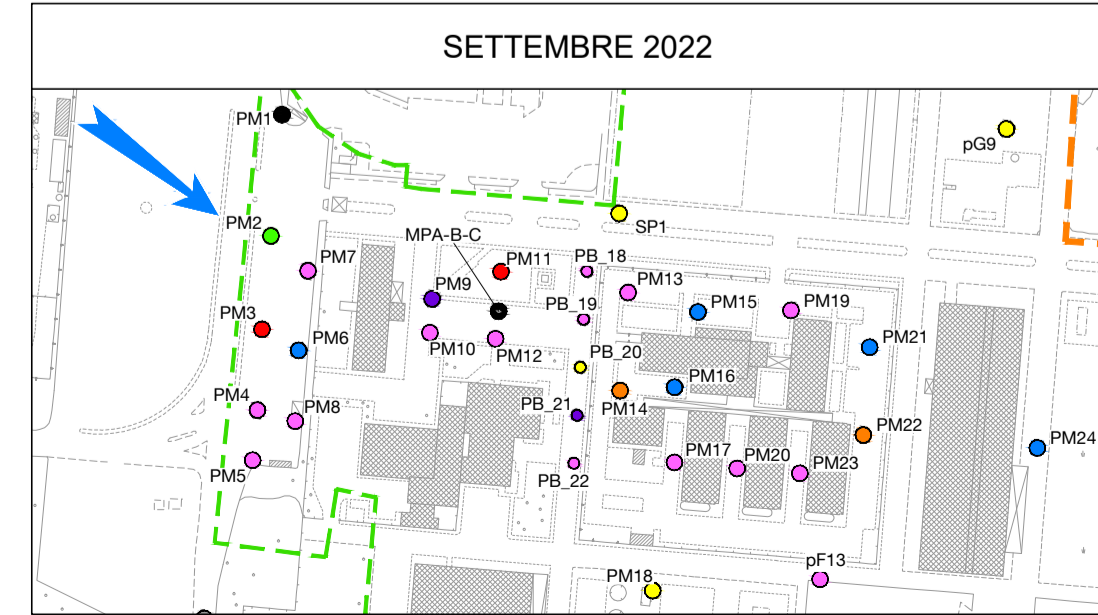 SETTEMBRE 2022
PM1
pG9
PM2
SP1
MPA-B-C
PM7
PM11
PB_18
PM13
PM9
PM15
PM19
PM3
PB_19
PM6
PM10
PM12
PB_20
PM21
PM16
PM4
PM8
PB_21
PM14
PM22
PM24
PM5
PM17
PM20
PM23
PB_22
PM18
pF13